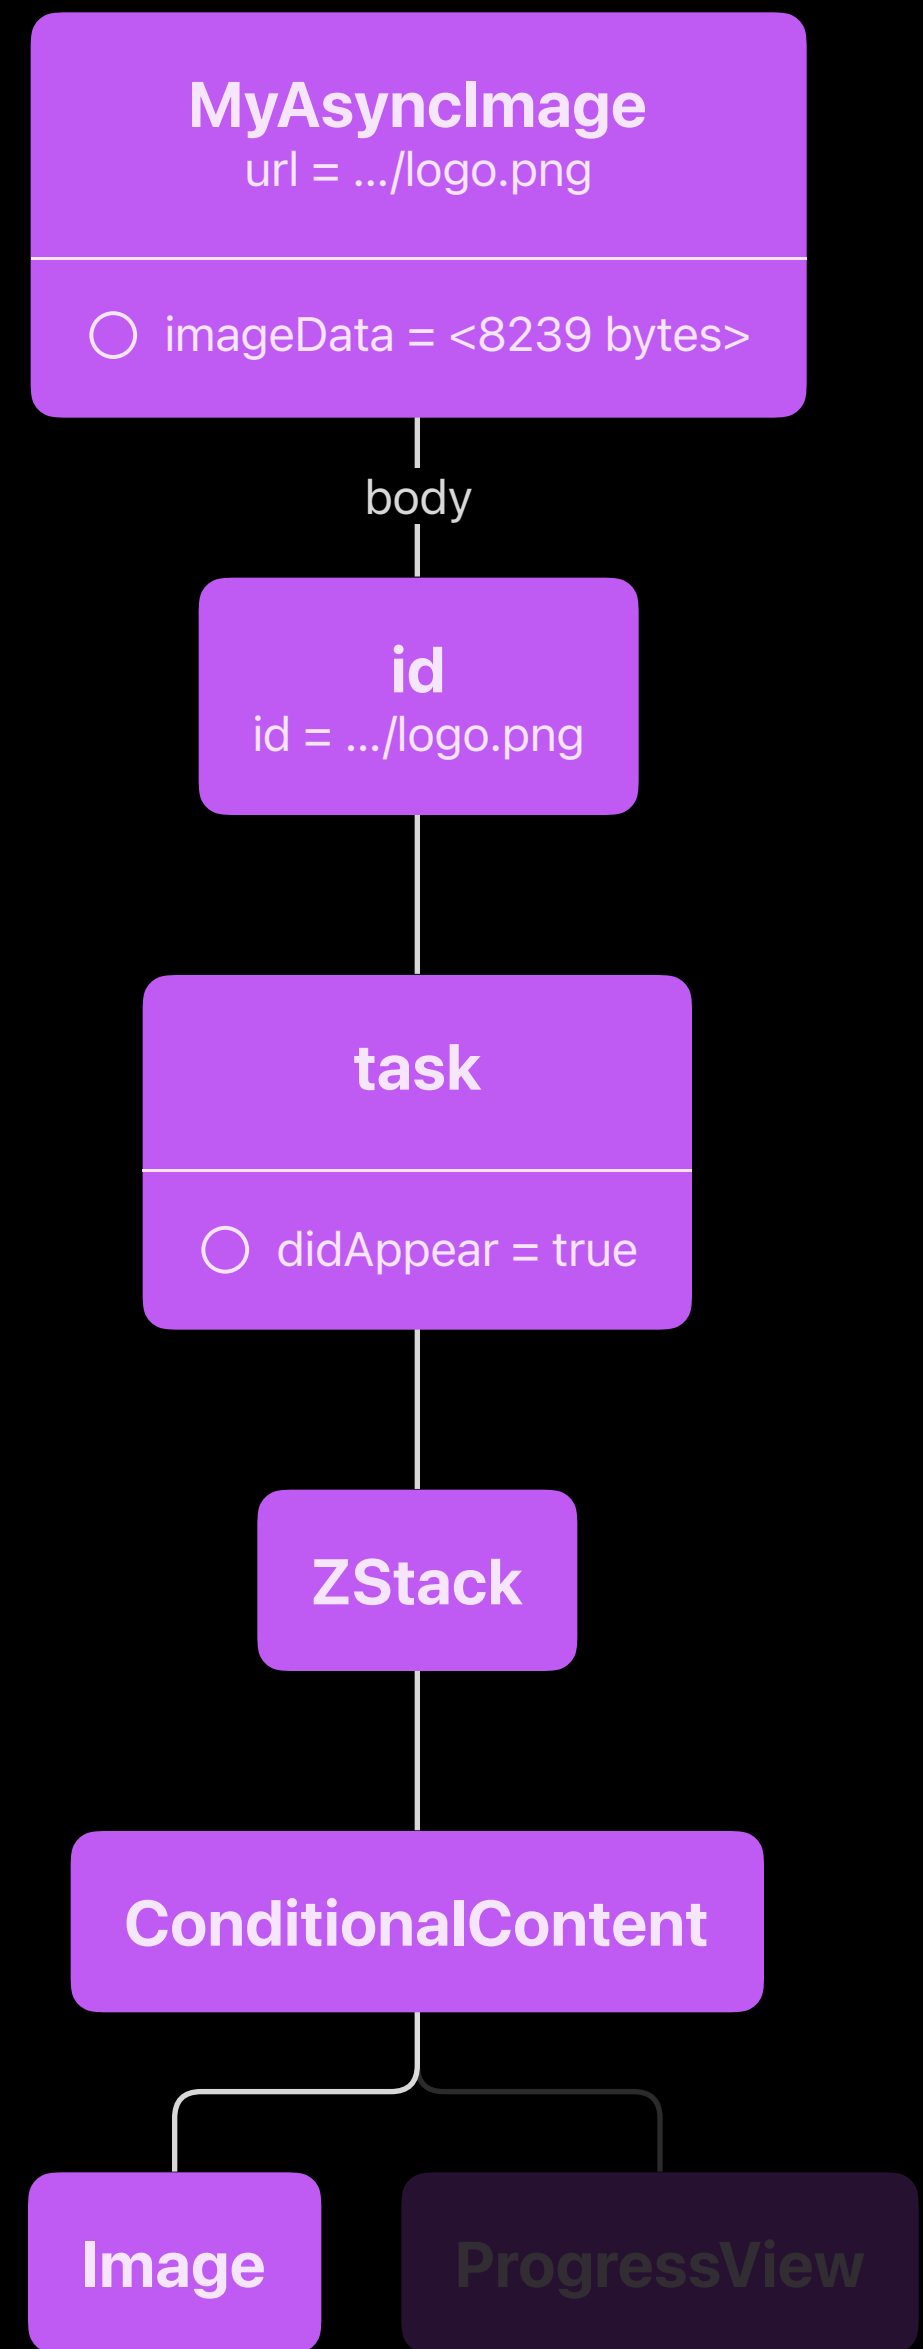 MyAsyncImage
url = .../logo.png
imageData = <8239 bytes>
body
id
id = .../logo.png
task
didAppear = true
ZStack
ConditionalContent
Image
ProgressView